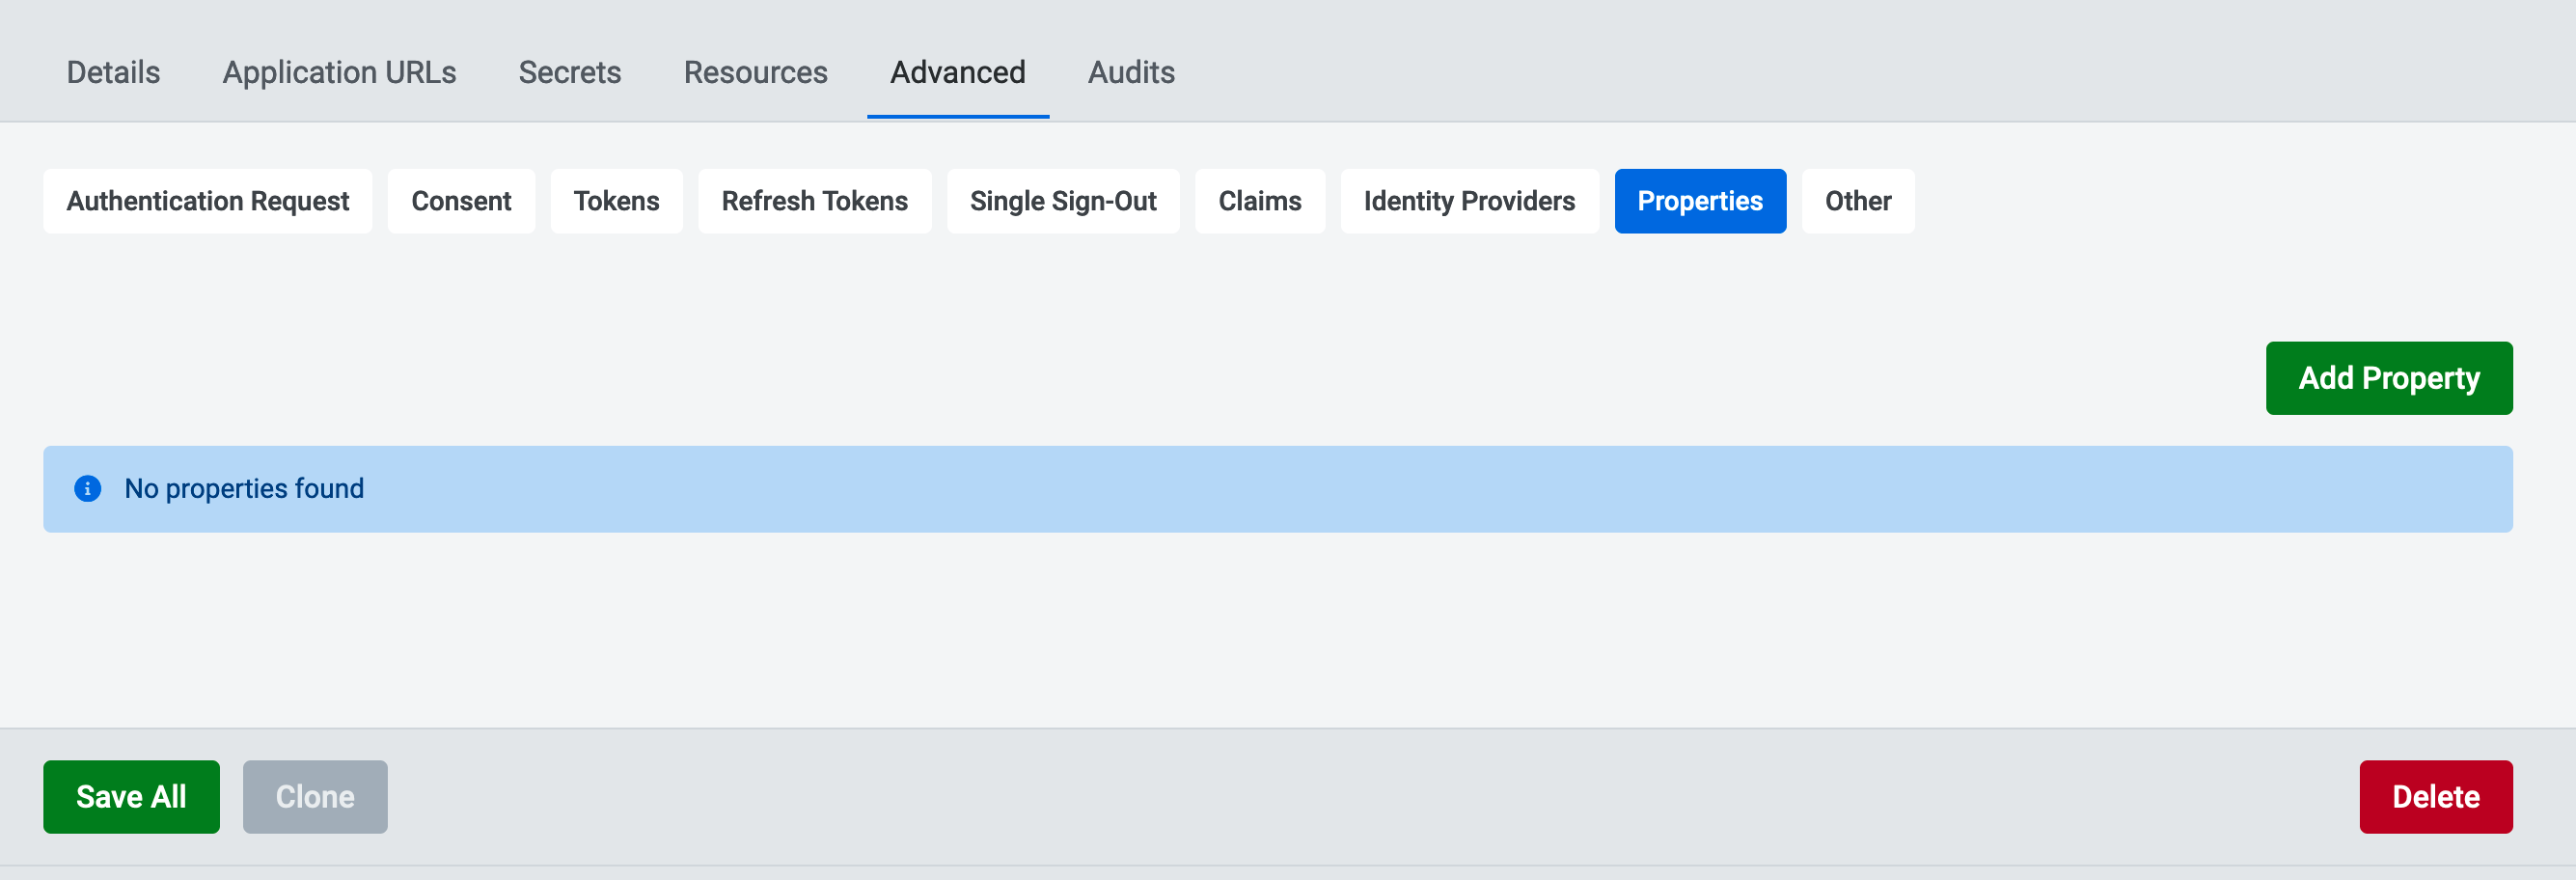 Details Application URLs Secrets Resources Advanced Audits
Authentication Request Consent Tokens Refresh Tokens Single Sign-Out Claims Identity Providers Properties Other
Add Property
No properties found
Save All Clone Delete